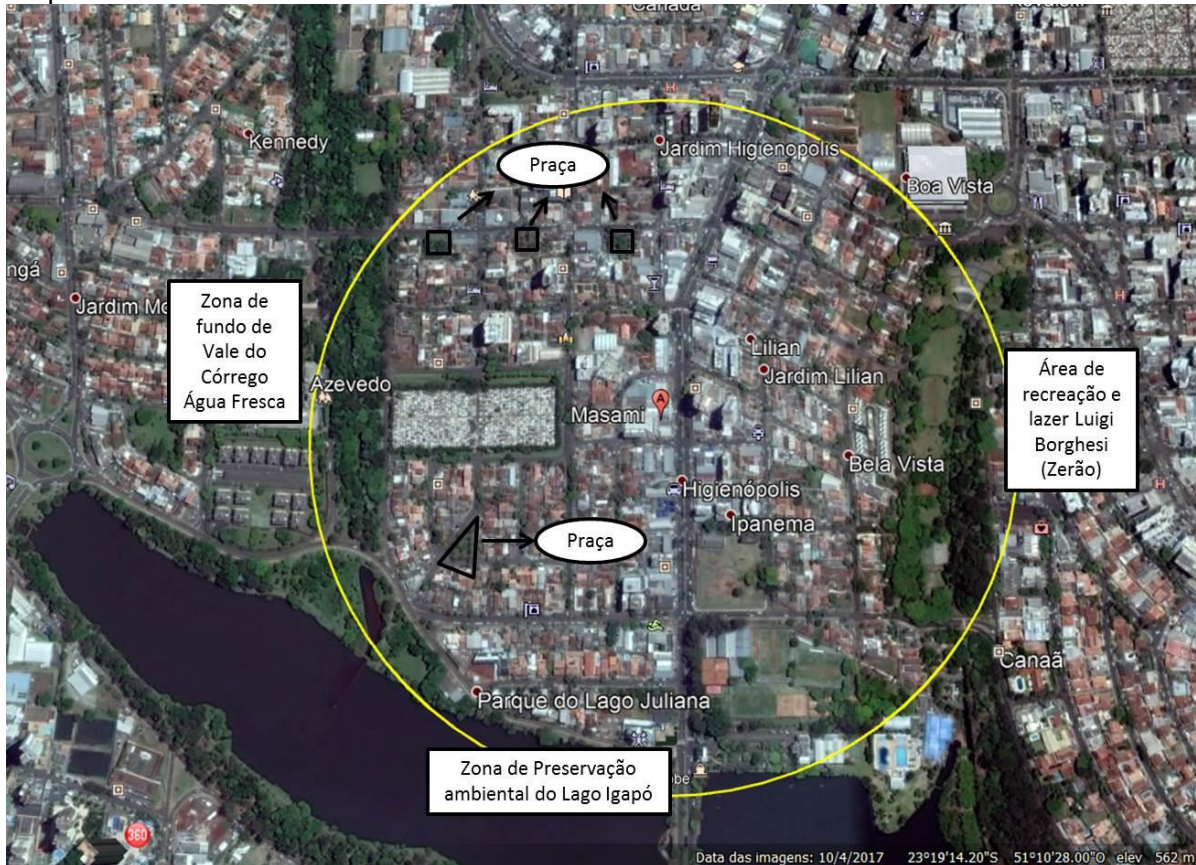 Canadá
Kennedy
Praça
Jardim Higienopolis
Boa Vista
Jardim Mo
Zona de
fundo de
Vale do
Córrego
Água Fresca
Azevedo
Lilian
Jardim Lilian
Masami
A
Área de
recreação e
lazer Luigi
Borghesi
(Zerão)
Bela Vista
Higienópolis
Ipanema
Praça
Canaã
Parque do Lago Juliana
Zona de Preservação
ambiental do Lago Igapó
360
Data das imagens: 10/4/2017 23°19'14.20"S 51°10'28.00"O elev 562 m